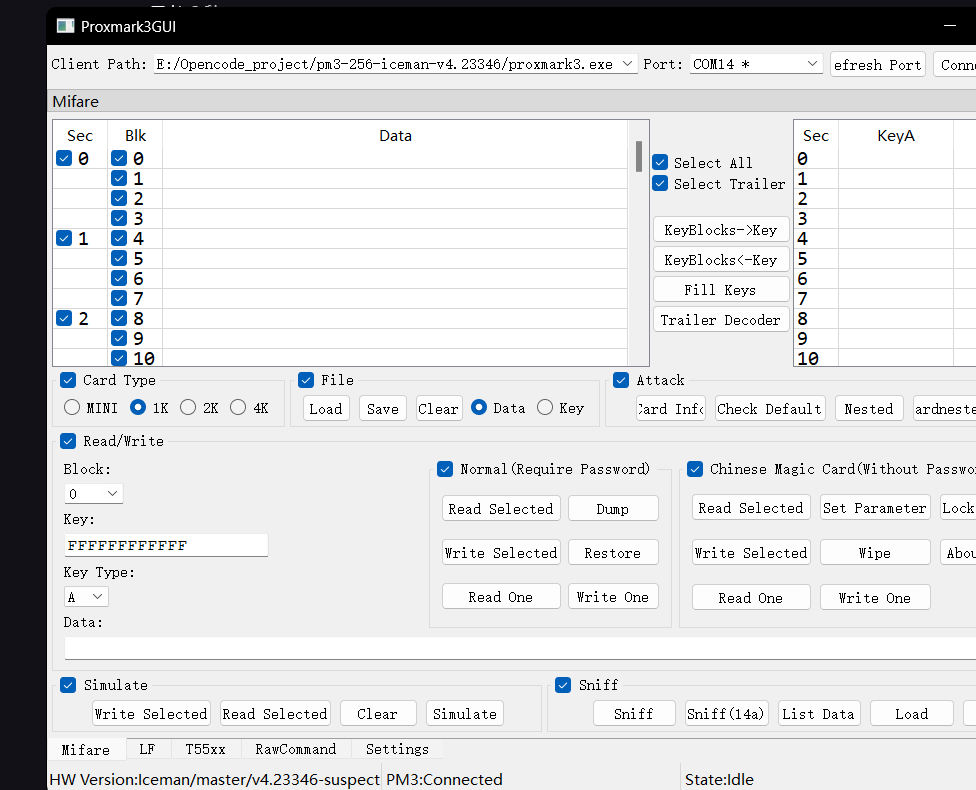 Proxmark3GUI
Client Path: E:/Opencode_project/pm3-256-iceman-v4.23346/proxmark3.exe Port: COM14 * efresh Port Conn
Mifare
Sec Blk Data Sec KeyA
0 0 0
1 1
2 2
3 3
1 4 4
5 5
6 6
7 7
2 8 8
9 9
10 10
Select All
Select Trailer
KeyBlocks->Key
KeyBlocks<-Key
Fill Keys
Trailer Decoder
Card Type
MINI 1K 2K 4K
File
Load Save Clear Data Key
Attack
Card Info Check Default Nested ardneste
Read/Write
Block:
0
Key:
FFFFFFFFFFFF
Key Type:
A
Data:
Normal(Require Password)
Read Selected Dump
Write Selected Restore
Read One Write One
Chinese Magic Card(Without Passwo
Read Selected Set Parameter Lock
Write Selected Wipe Abou
Read One Write One
Simulate
Write Selected Read Selected Clear Simulate
Sniff
Sniff Sniff(14a) List Data Load
Mifare LF T55xx RawCommand Settings
HW Version:Iceman/master/v4.23346-suspect PM3:Connected State:Idle